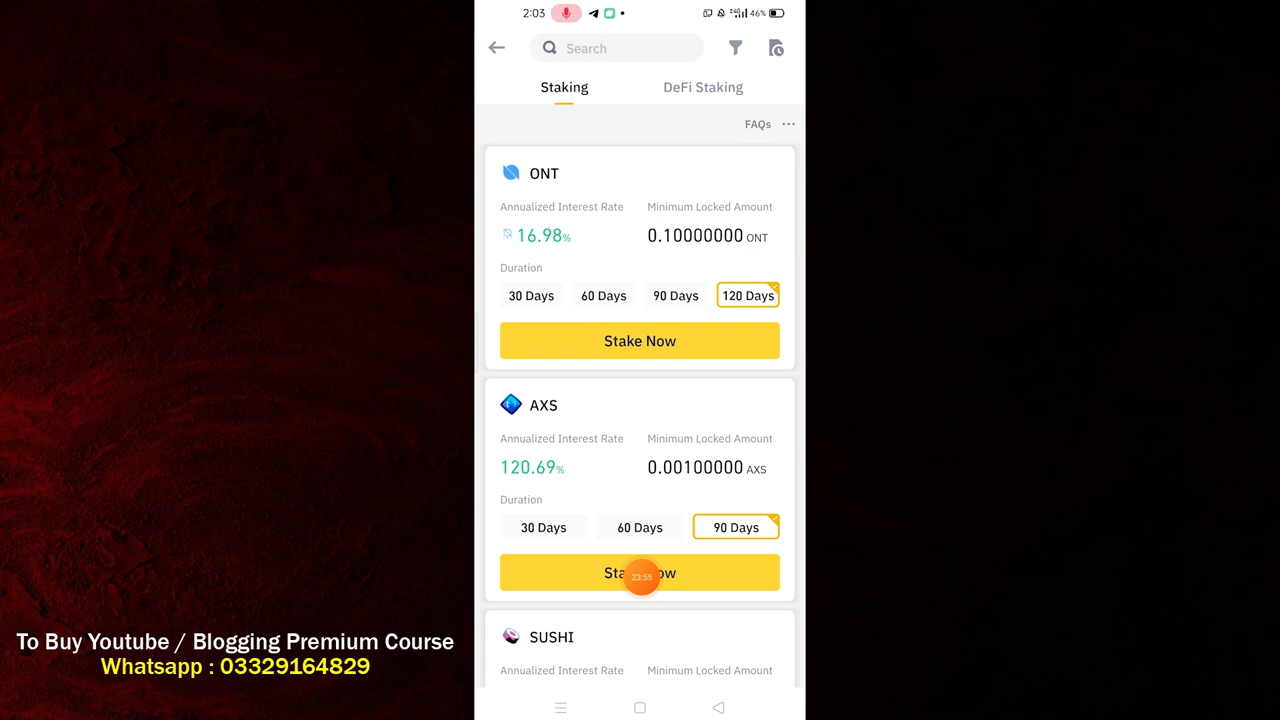 2:03 46%
Search
Staking DeFi Staking
FAQs ...
ONT
Annualized Interest Rate Minimum Locked Amount
16.98% 0.10000000 ONT
Duration
30 Days 60 Days 90 Days 120 Days
Stake Now
AXS
Annualized Interest Rate Minimum Locked Amount
120.69% 0.00100000 AXS
Duration
30 Days 60 Days 90 Days
23:55
SUSHI
Annualized Interest Rate Minimum Locked Amount
To Buy Youtube / Blogging Premium Course
Whatsapp : 03329164829